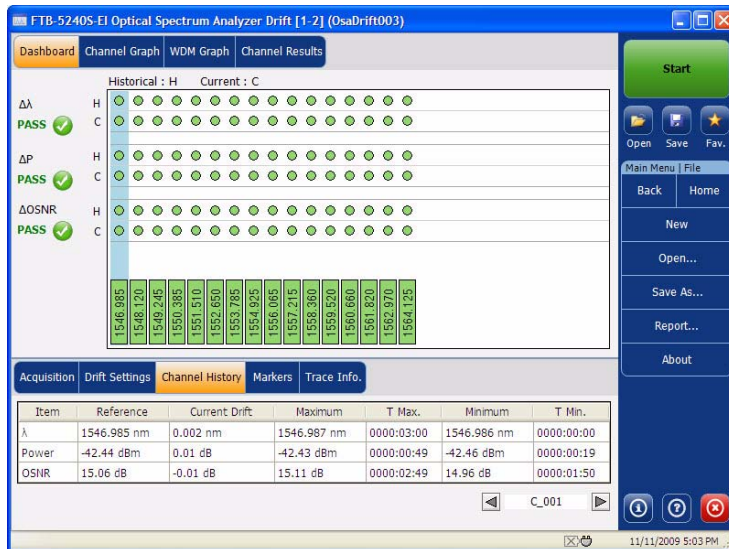 FTB-5240S-EI Optical Spectrum Analyzer Drift [1-2] (OsaDrift003)
Dashboard Channel Graph WDM Graph Channel Results
Historical : H Current : C
Δλ H
PASS C
ΔP H
PASS C
ΔOSNR H
PASS C
1546.985 1548.120 1549.245 1550.385 1551.510 1552.650 1553.785 1554.925 1556.065 1557.215 1558.360 1559.520 1560.660 1561.820 1562.970 1564.125
Acquisition Drift Settings Channel History Markers Trace Info.
Item Reference Current Drift Maximum T Max. Minimum T Min.
λ 1546.985 nm 0.002 nm 1546.987 nm 0000:03:00 1546.986 nm 0000:00:00
Power -42.44 dBm 0.01 dB -42.43 dBm 0000:00:49 -42.46 dBm 0000:00:19
OSNR 15.06 dB -0.01 dB 15.11 dB 0000:02:49 14.96 dB 0000:01:50
C_001
Start
Open Save Fav.
Main Menu | File
Back Home
New
Open...
Save As...
Report...
About
11/11/2009 5:03 PM